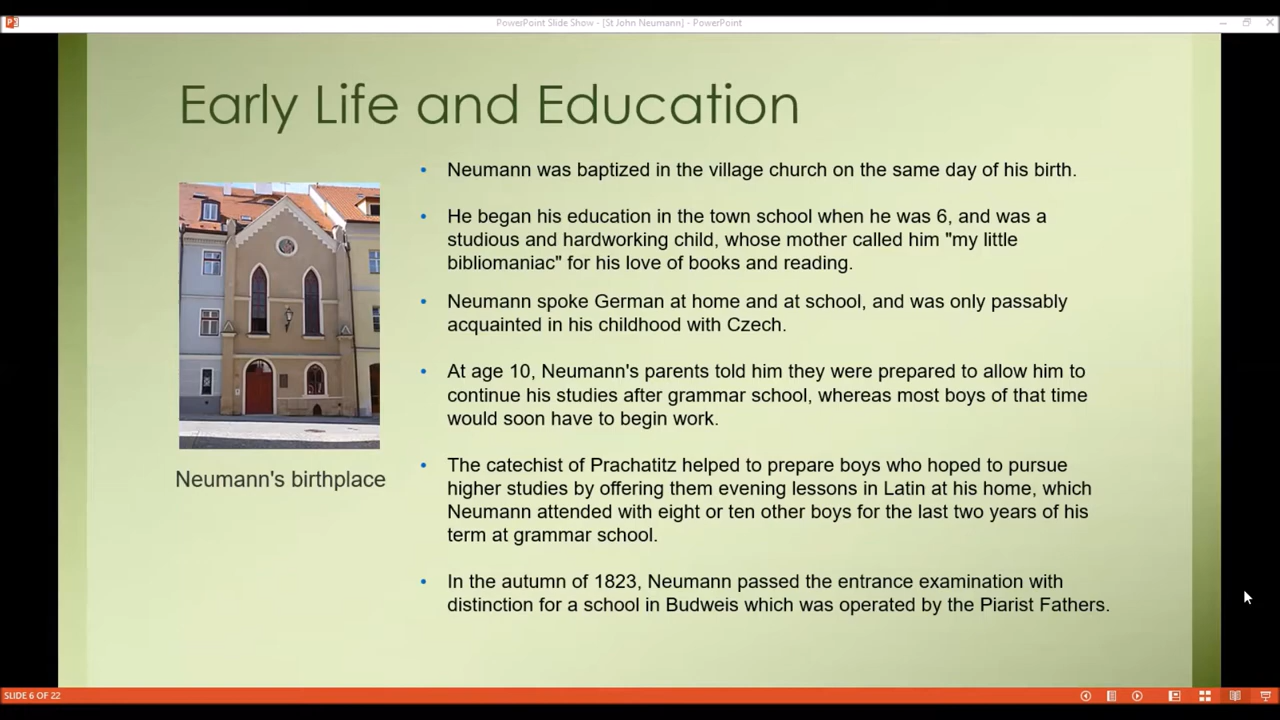 PowerPoint Slide Show - [St John Neumann] - PowerPoint
Early Life and Education
Neumann's birthplace
• Neumann was baptized in the village church on the same day of his birth.
• He began his education in the town school when he was 6, and was a
studious and hardworking child, whose mother called him "my little
bibliomaniac" for his love of books and reading.
• Neumann spoke German at home and at school, and was only passably
acquainted in his childhood with Czech.
• At age 10, Neumann's parents told him they were prepared to allow him to
continue his studies after grammar school, whereas most boys of that time
would soon have to begin work.
• The catechist of Prachatitz helped to prepare boys who hoped to pursue
higher studies by offering them evening lessons in Latin at his home, which
Neumann attended with eight or ten other boys for the last two years of his
term at grammar school.
• In the autumn of 1823, Neumann passed the entrance examination with
distinction for a school in Budweis which was operated by the Piarist Fathers.
SLIDE 6 OF 22